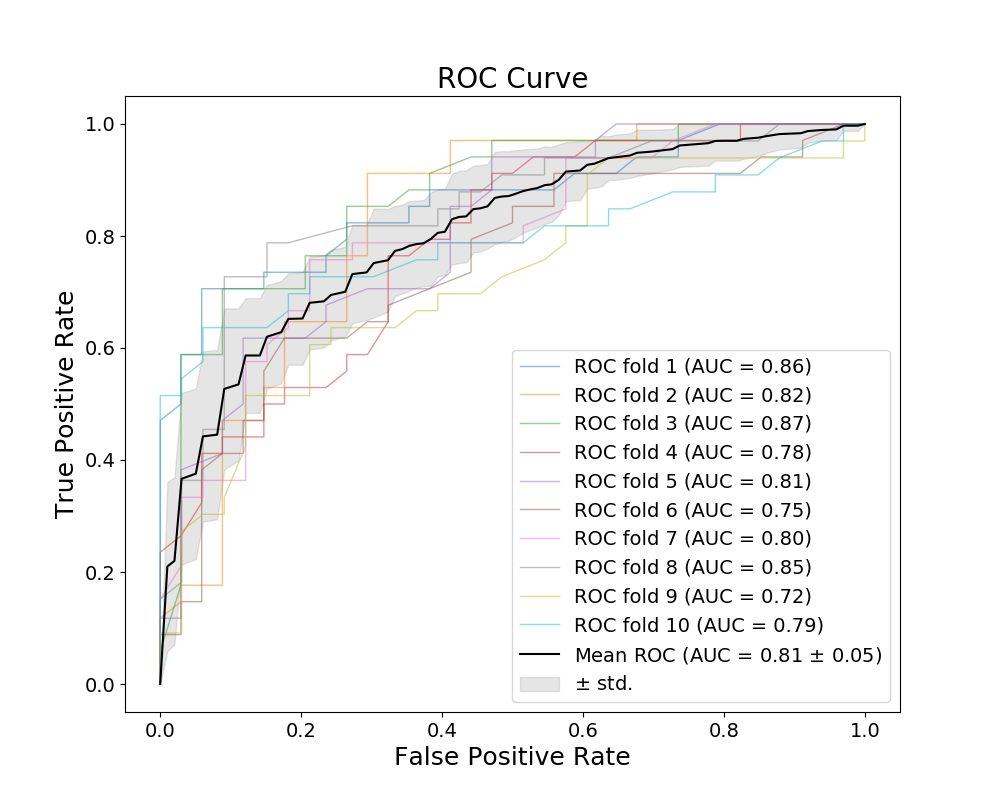 ROC Curve
True Positive Rate
1.0
0.8
0.6
0.4
0.2
0.0
0.0 0.2 0.4 0.6 0.8 1.0
False Positive Rate
ROC fold 1 (AUC = 0.86)
ROC fold 2 (AUC = 0.82)
ROC fold 3 (AUC = 0.87)
ROC fold 4 (AUC = 0.78)
ROC fold 5 (AUC = 0.81)
ROC fold 6 (AUC = 0.75)
ROC fold 7 (AUC = 0.80)
ROC fold 8 (AUC = 0.85)
ROC fold 9 (AUC = 0.72)
ROC fold 10 (AUC = 0.79)
Mean ROC (AUC = 0.81 ± 0.05)
± std.